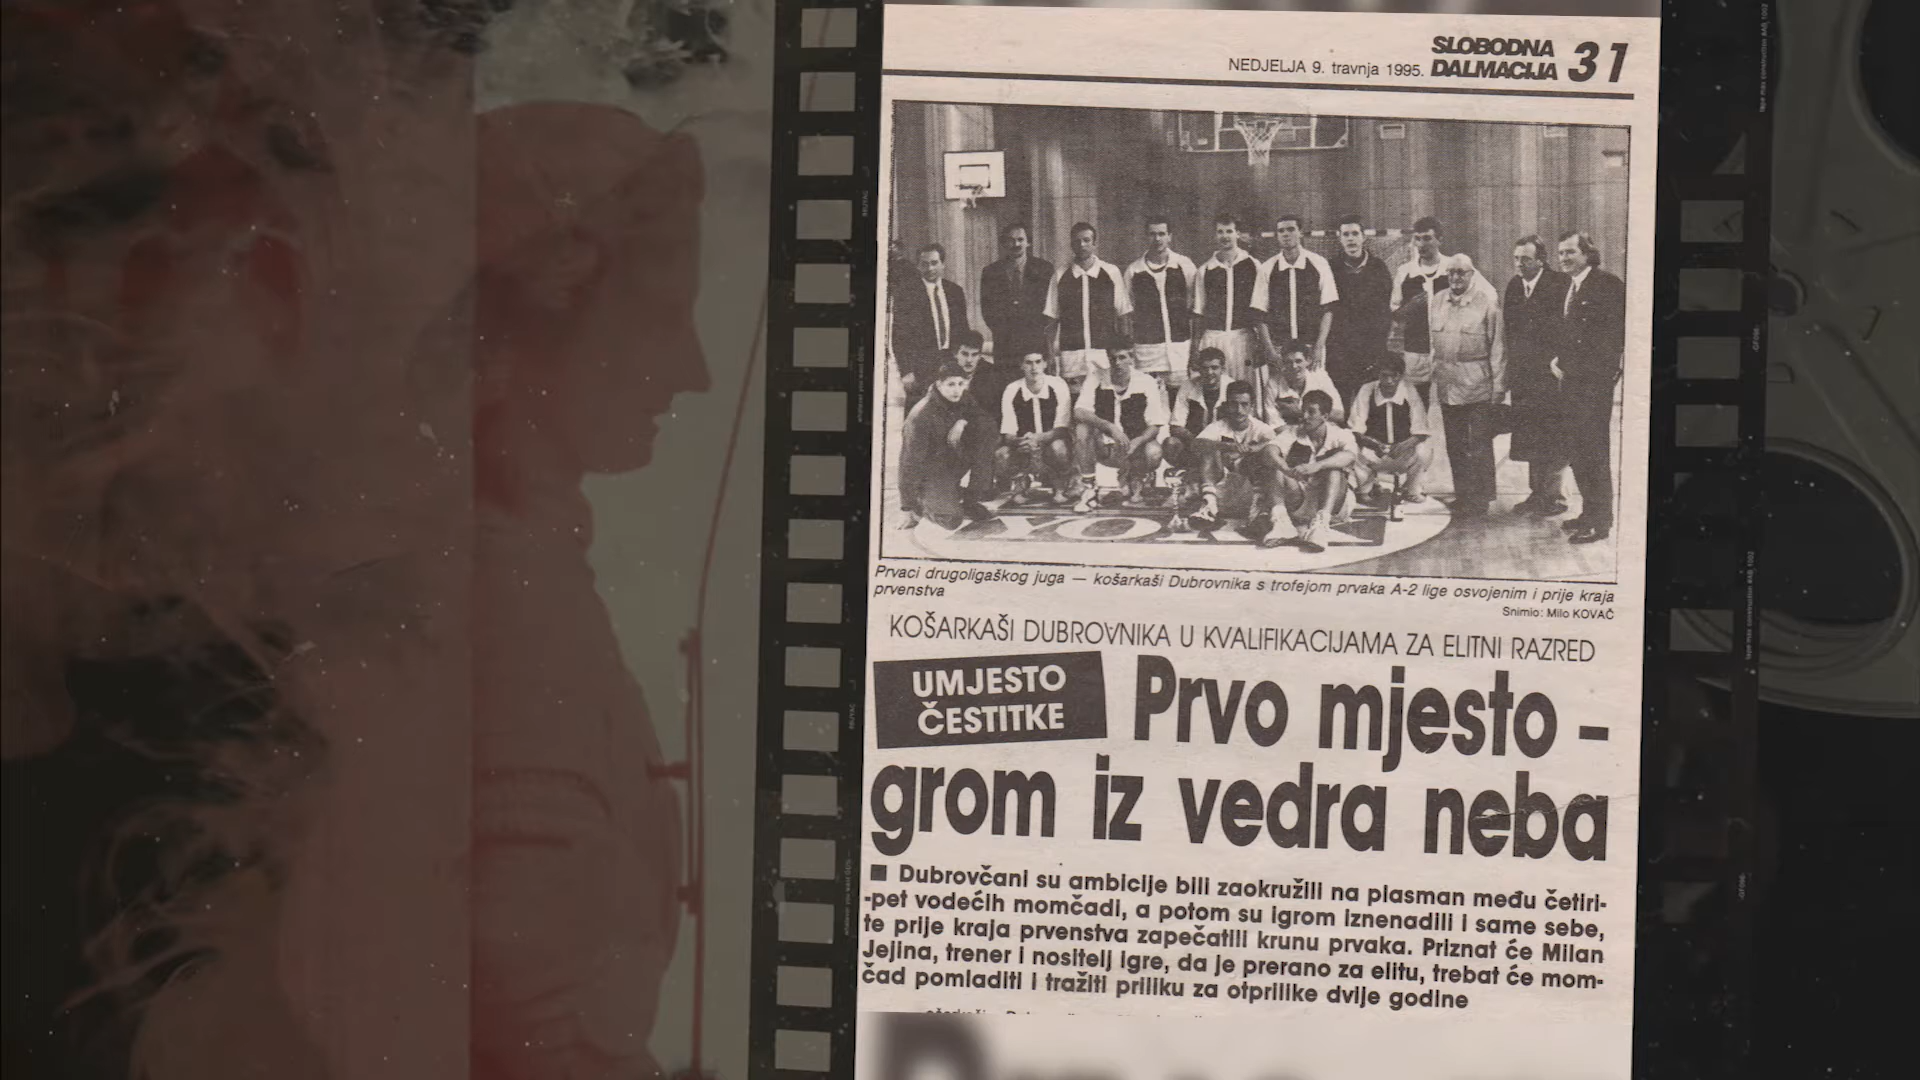 NEDJELJA 9. travnja 1995. SLOBODNA DALMACIJA 31
Prvaci drugoligaškog juga — košarkaši Dubrovnika s trofejom prvaka A-2 lige osvojenim i prije kraja
prvenstva
Snimio: Milo KOVAČ
KOŠARKAŠI DUBROVNIKA U KVALIFIKACIJAMA ZA ELITNI RAZRED
UMJESTO
ČESTITKE
Prvo mjesto –
grom iz vedra neba
■ Dubrovčani su ambicije bili zaokružili na plasman među četiri-
-pet vodećih momčadi, a potom su igrom iznenadili i same sebe,
te prije kraja prvenstva zapečatili krunu prvaka. Priznat će Milan
Jejina, trener i nositelj igre, da je prerano za elitu, trebat će mom-
čad pomladiti i tražiti priliku za otprilike dvije godine